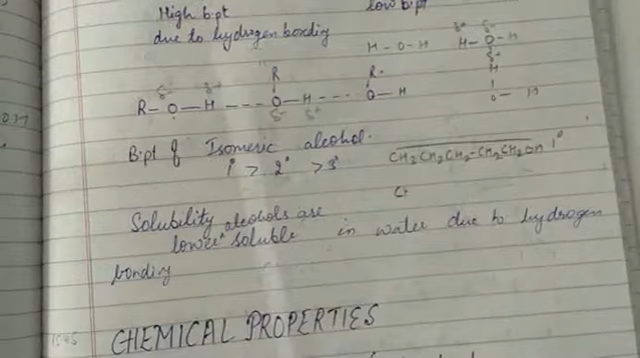 High b.pt
low b.pt
due to hydrogen bonding
H - O - H
H - O - H
H
O - H
R R
R - O - H --- O - H --- O - H
B.pt of Isomeric alcohol.
1° > 2° > 3°
CH3CH2CH2-CH2CH2OH 1°
Solubility alcohols are
lower soluble in water due to hydrogen
bonding
CHEMICAL PROPERTIES